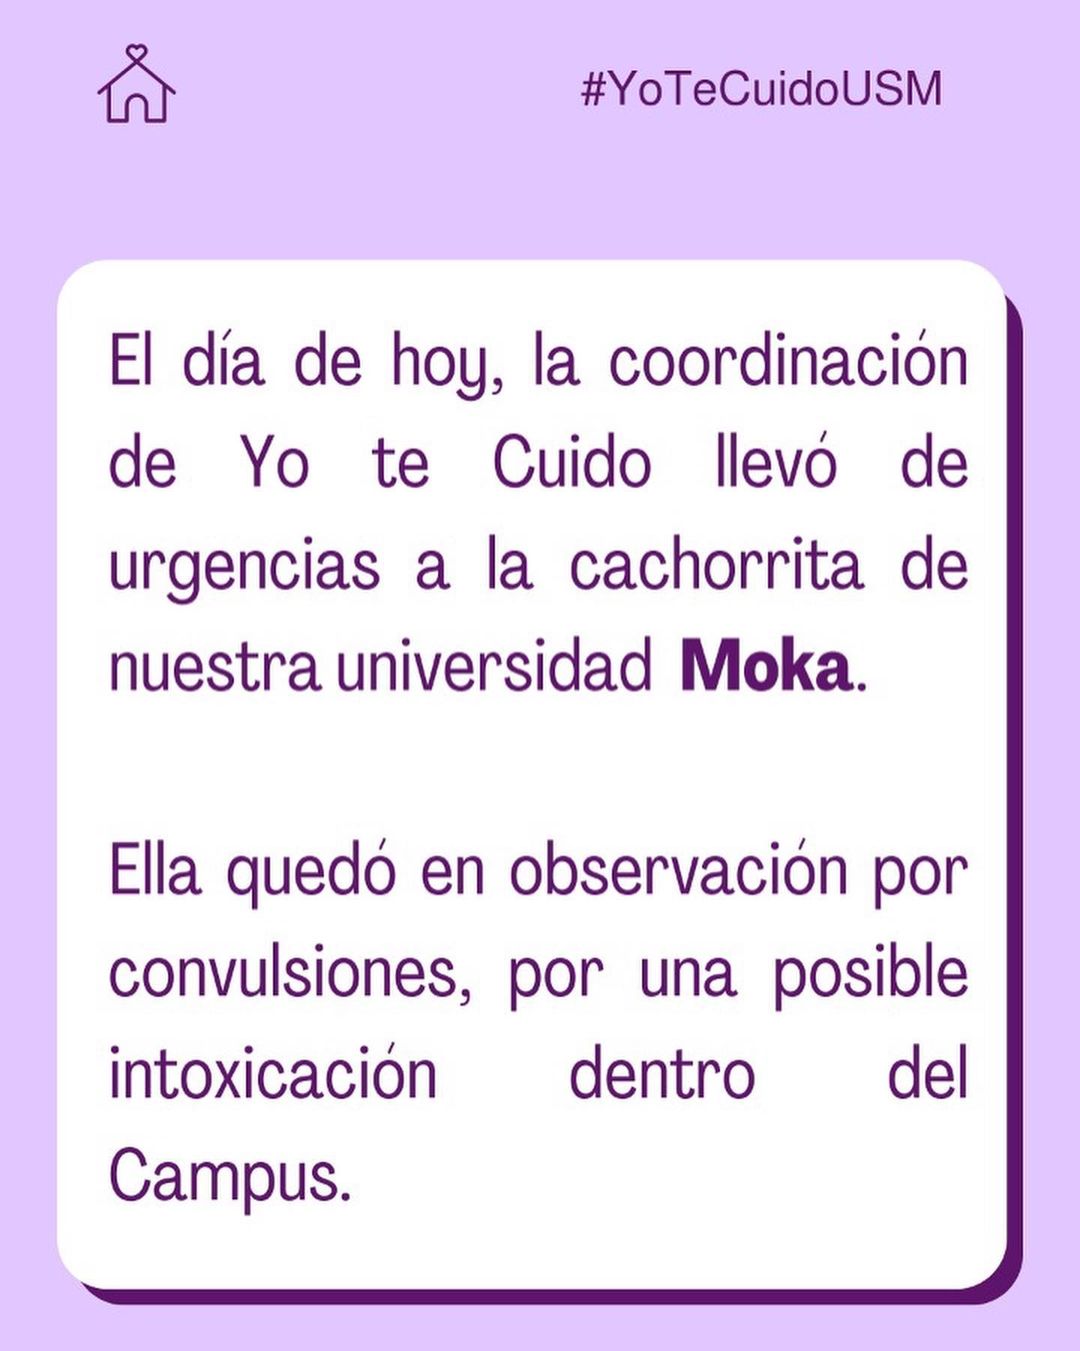 #YoTeCuidoUSM
El día de hoy, la coordinación
de Yo te Cuido llevó de
urgencias a la cachorrita de
nuestra universidad Moka.
Ella quedó en observación por
convulsiones, por una posible
intoxicación dentro del
Campus.